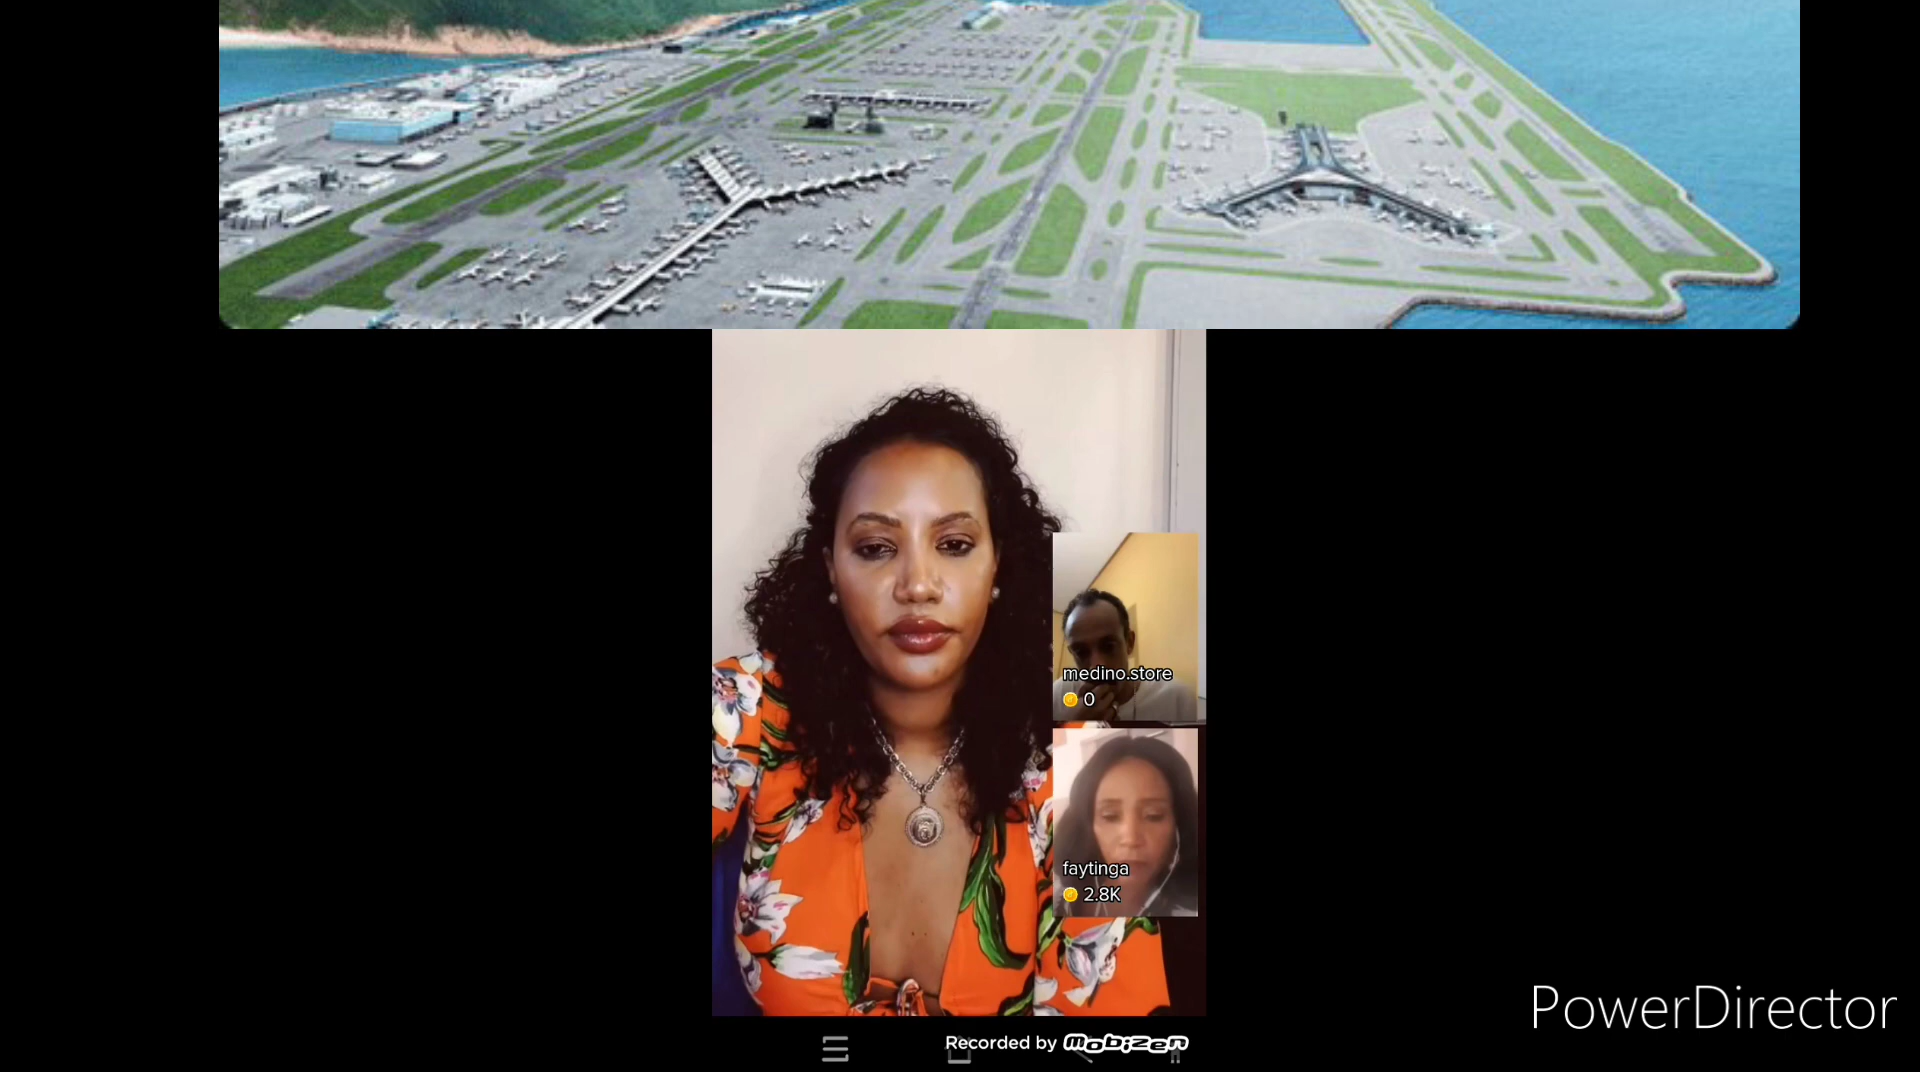 medino.store
0
faytinga
2.8K
PowerDirector
Recorded by Mobizen